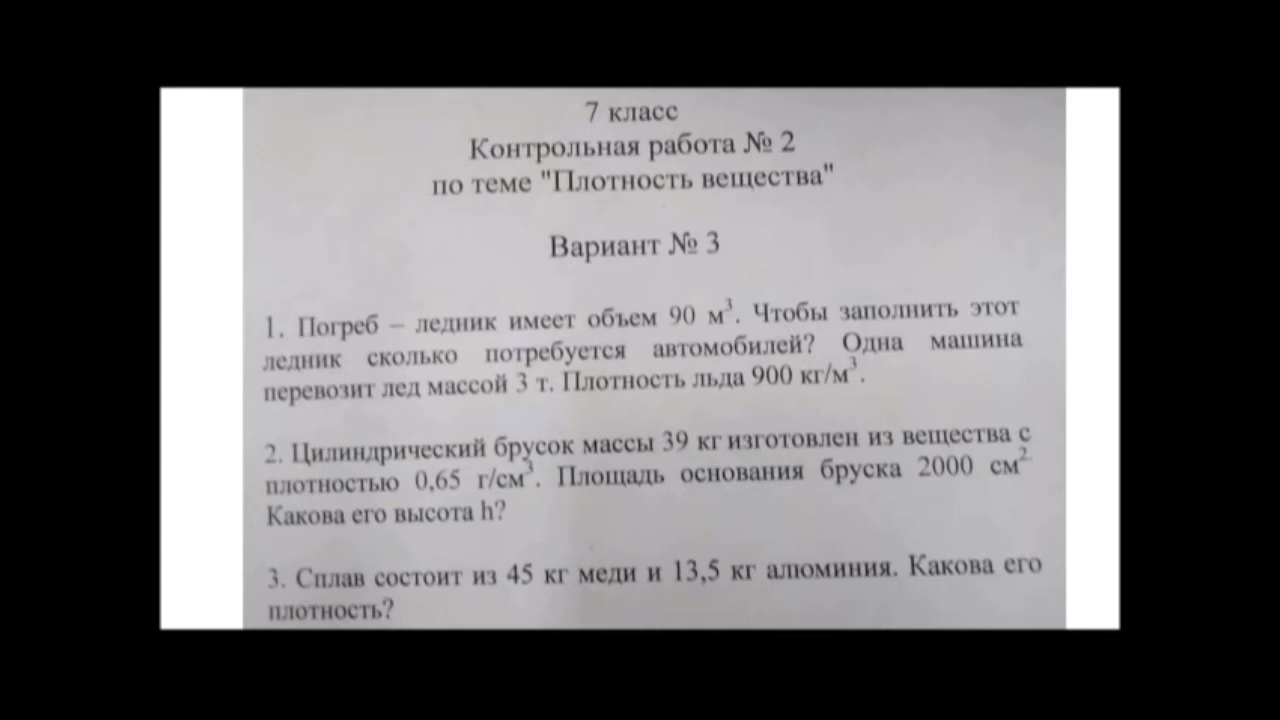 7 класс
Контрольная работа № 2
по теме "Плотность вещества"
Вариант № 3
1. Погреб – ледник имеет объем 90 м³. Чтобы заполнить этот
ледник сколько потребуется автомобилей? Одна машина
перевозит лед массой 3 т. Плотность льда 900 кг/м³.
2. Цилиндрический брусок массы 39 кг изготовлен из вещества с
плотностью 0,65 г/см³. Площадь основания бруска 2000 см².
Какова его высота h?
3. Сплав состоит из 45 кг меди и 13,5 кг алюминия. Какова его
плотность?